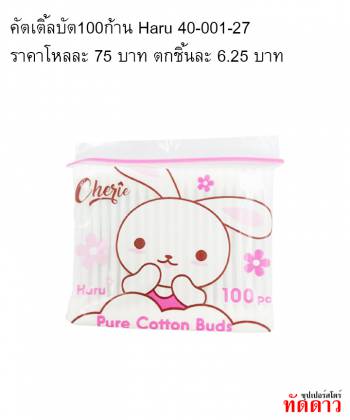 คัตเติ้ลบัต100ก้าน Haru 40-001-27
ราคาโหลละ 75 บาท ตกชิ้นละ 6.25 บาท
Cherie
Haru
100 pc
Pure Cotton Buds
ซุปเปอร์สโตร์
ทัดดาว